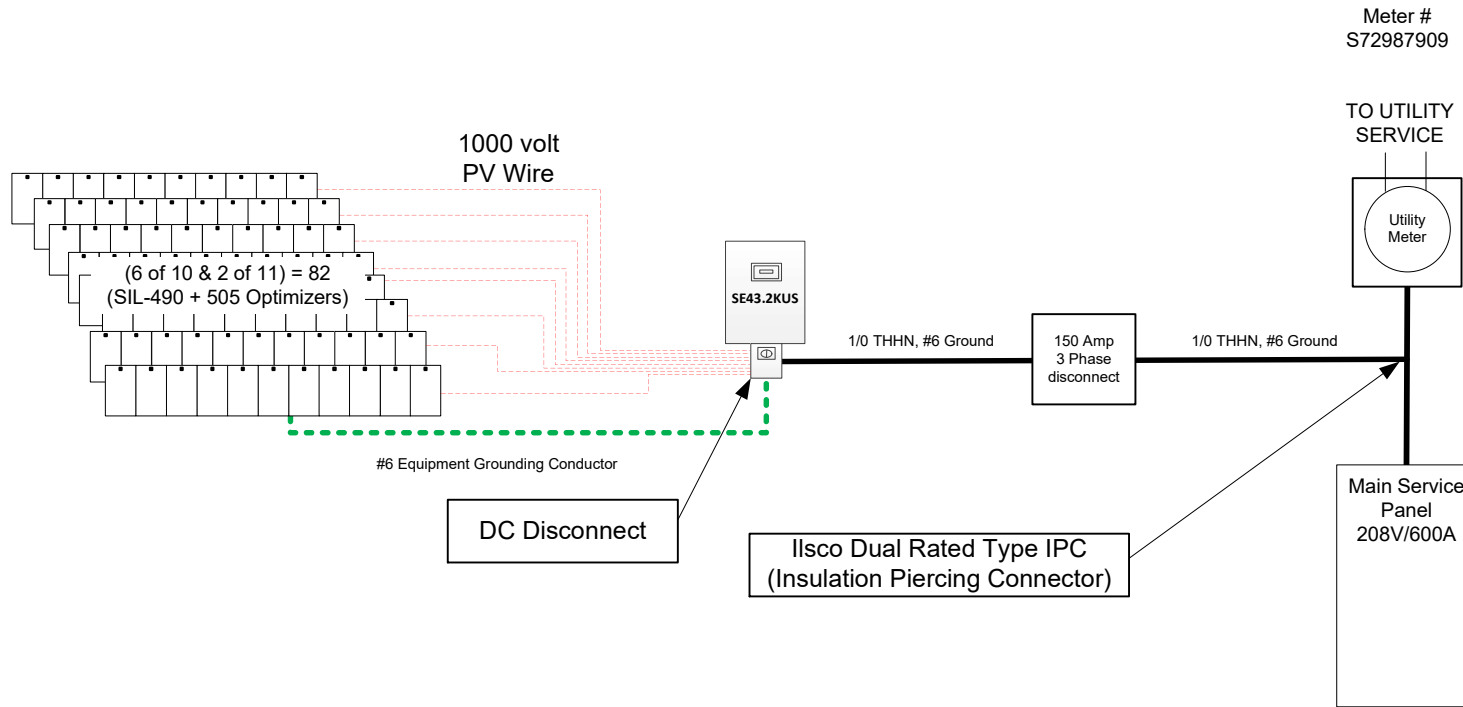 Meter #
S72987909
TO UTILITY
SERVICE
1000 volt
PV Wire
Utility
Meter
(6 of 10 & 2 of 11) = 82
(SIL-490 + 505 Optimizers)
SE43.2KUS
1/0 THHN, #6 Ground
150 Amp
3 Phase
disconnect
1/0 THHN, #6 Ground
#6 Equipment Grounding Conductor
Main Service
Panel
208V/600A
DC Disconnect
Ilsco Dual Rated Type IPC
(Insulation Piercing Connector)